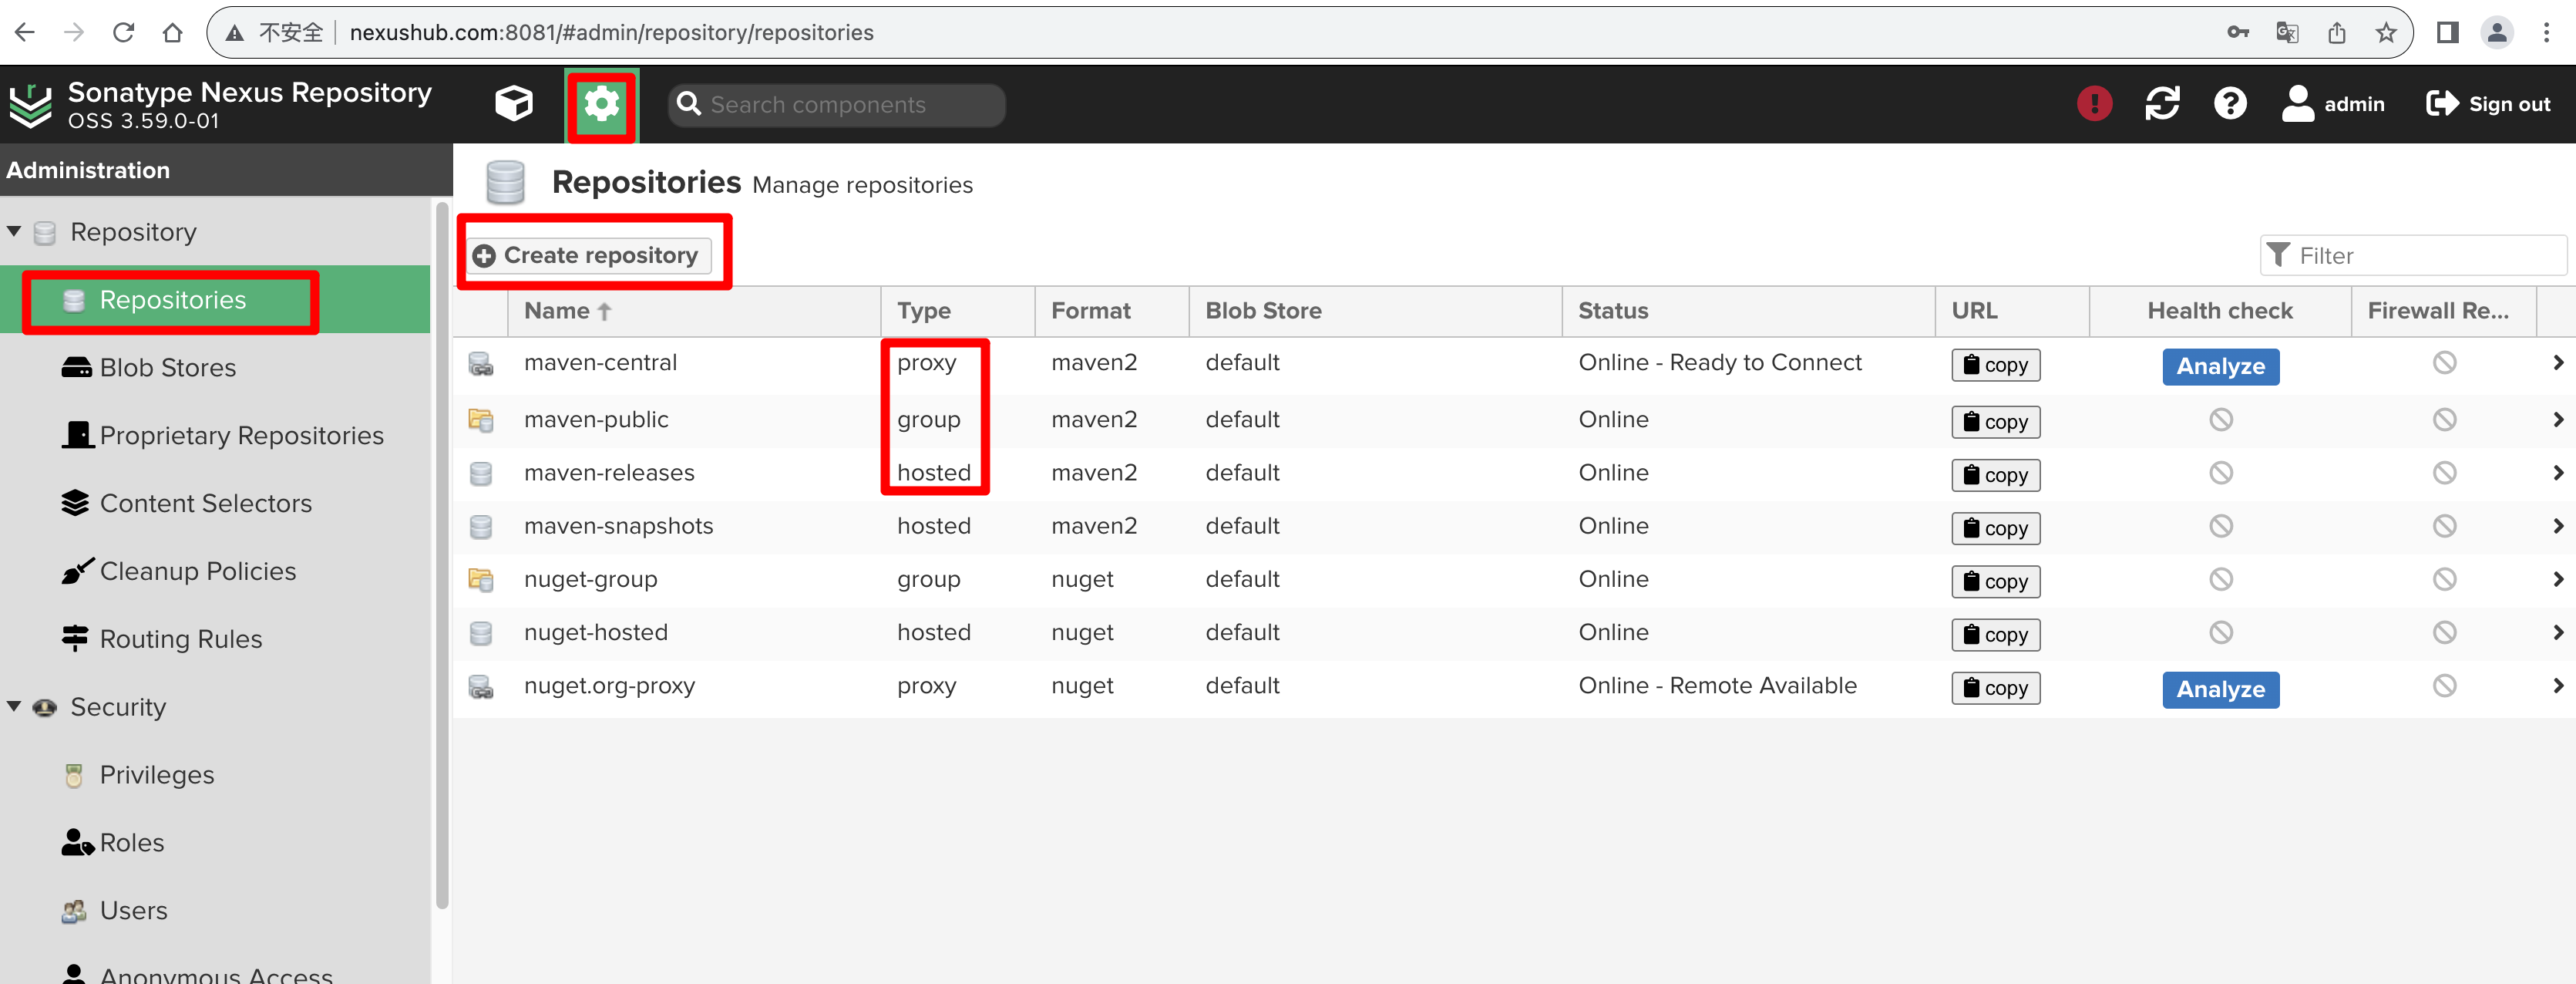 不安全 nexushub.com:8081/#admin/repository/repositories
Sonatype Nexus Repository
OSS 3.59.0-01
Search components
admin
Sign out
Administration
Repository
Repositories
Blob Stores
Proprietary Repositories
Content Selectors
Cleanup Policies
Routing Rules
Security
Privileges
Roles
Users
Anonymous Access
Repositories Manage repositories
Create repository
Filter
Name Type Format Blob Store Status URL Health check Firewall Re...
maven-central proxy maven2 default Online - Ready to Connect copy Analyze
maven-public group maven2 default Online copy
maven-releases hosted maven2 default Online copy
maven-snapshots hosted maven2 default Online copy
nuget-group group nuget default Online copy
nuget-hosted hosted nuget default Online copy
nuget.org-proxy proxy nuget default Online - Remote Available copy Analyze